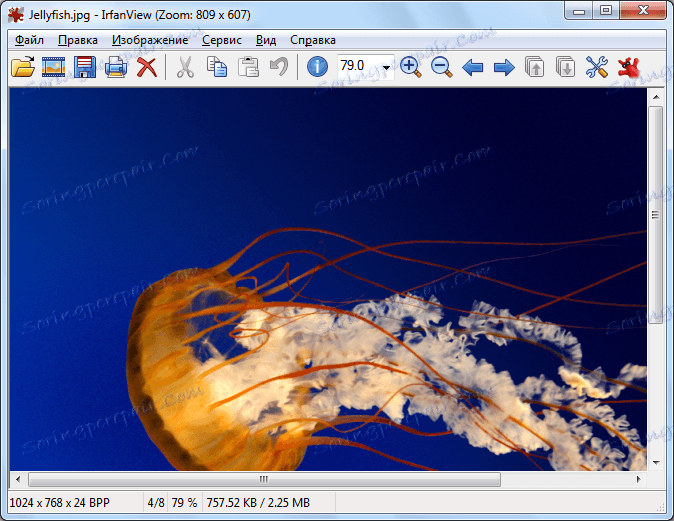 Jellyfish.jpg - IrfanView (Zoom: 809 x 607)
Файл Правка Изображение Сервис Вид Справка
79.0
1024 x 768 x 24 BPP 4/8 79 % 757.52 KB / 2.25 MB